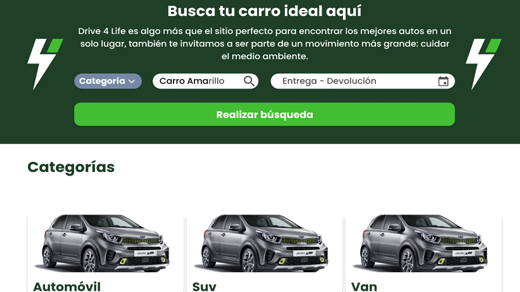 Busca tu carro ideal aquí
Drive 4 Life es algo más que el sitio perfecto para encontrar los mejores autos en un
solo lugar, también te invitamos a ser parte de un movimiento más grande: cuidar
el medio ambiente.
Categoría Carro Amarillo Entrega - Devolución
Realizar búsqueda
Categorías
Automóvil Suv Van